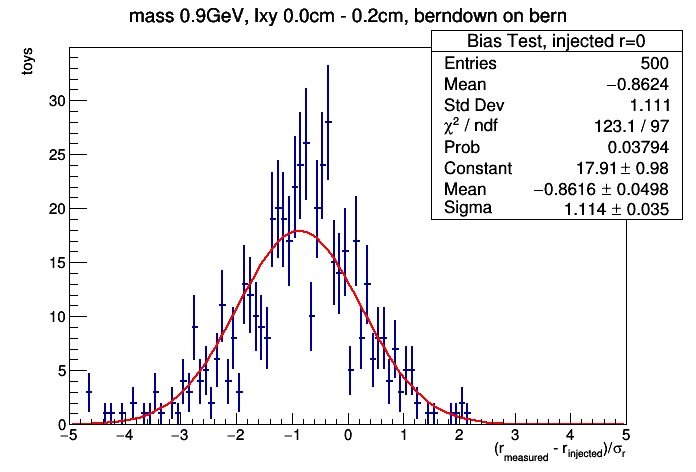 mass 0.9GeV, lxy 0.0cm - 0.2cm, berndown on bern
Bias Test, injected r=0
Entries 500
Mean −0.8624
Std Dev 1.111
χ² / ndf 123.1 / 97
Prob 0.03794
Constant 17.91 ± 0.98
Mean −0.8616 ± 0.0498
Sigma 1.114 ± 0.035
toys
30
25
20
15
10
5
0
−5 −4 −3 −2 −1 0 1 2 3 4 5
(r_measured - r_injected)/σ_r